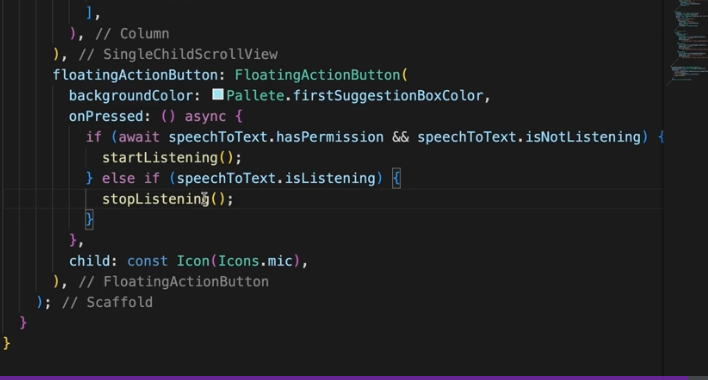 ],
), // Column
), // SingleChildScrollView
floatingActionButton: FloatingActionButton(
backgroundColor: Pallete.firstSuggestionBoxColor,
onPressed: () async {
if (await speechToText.hasPermission && speechToText.isNotListening) {
startListening();
} else if (speechToText.isListening) {
stopListening();
}
},
child: const Icon(Icons.mic),
), // FloatingActionButton
); // Scaffold
}
}